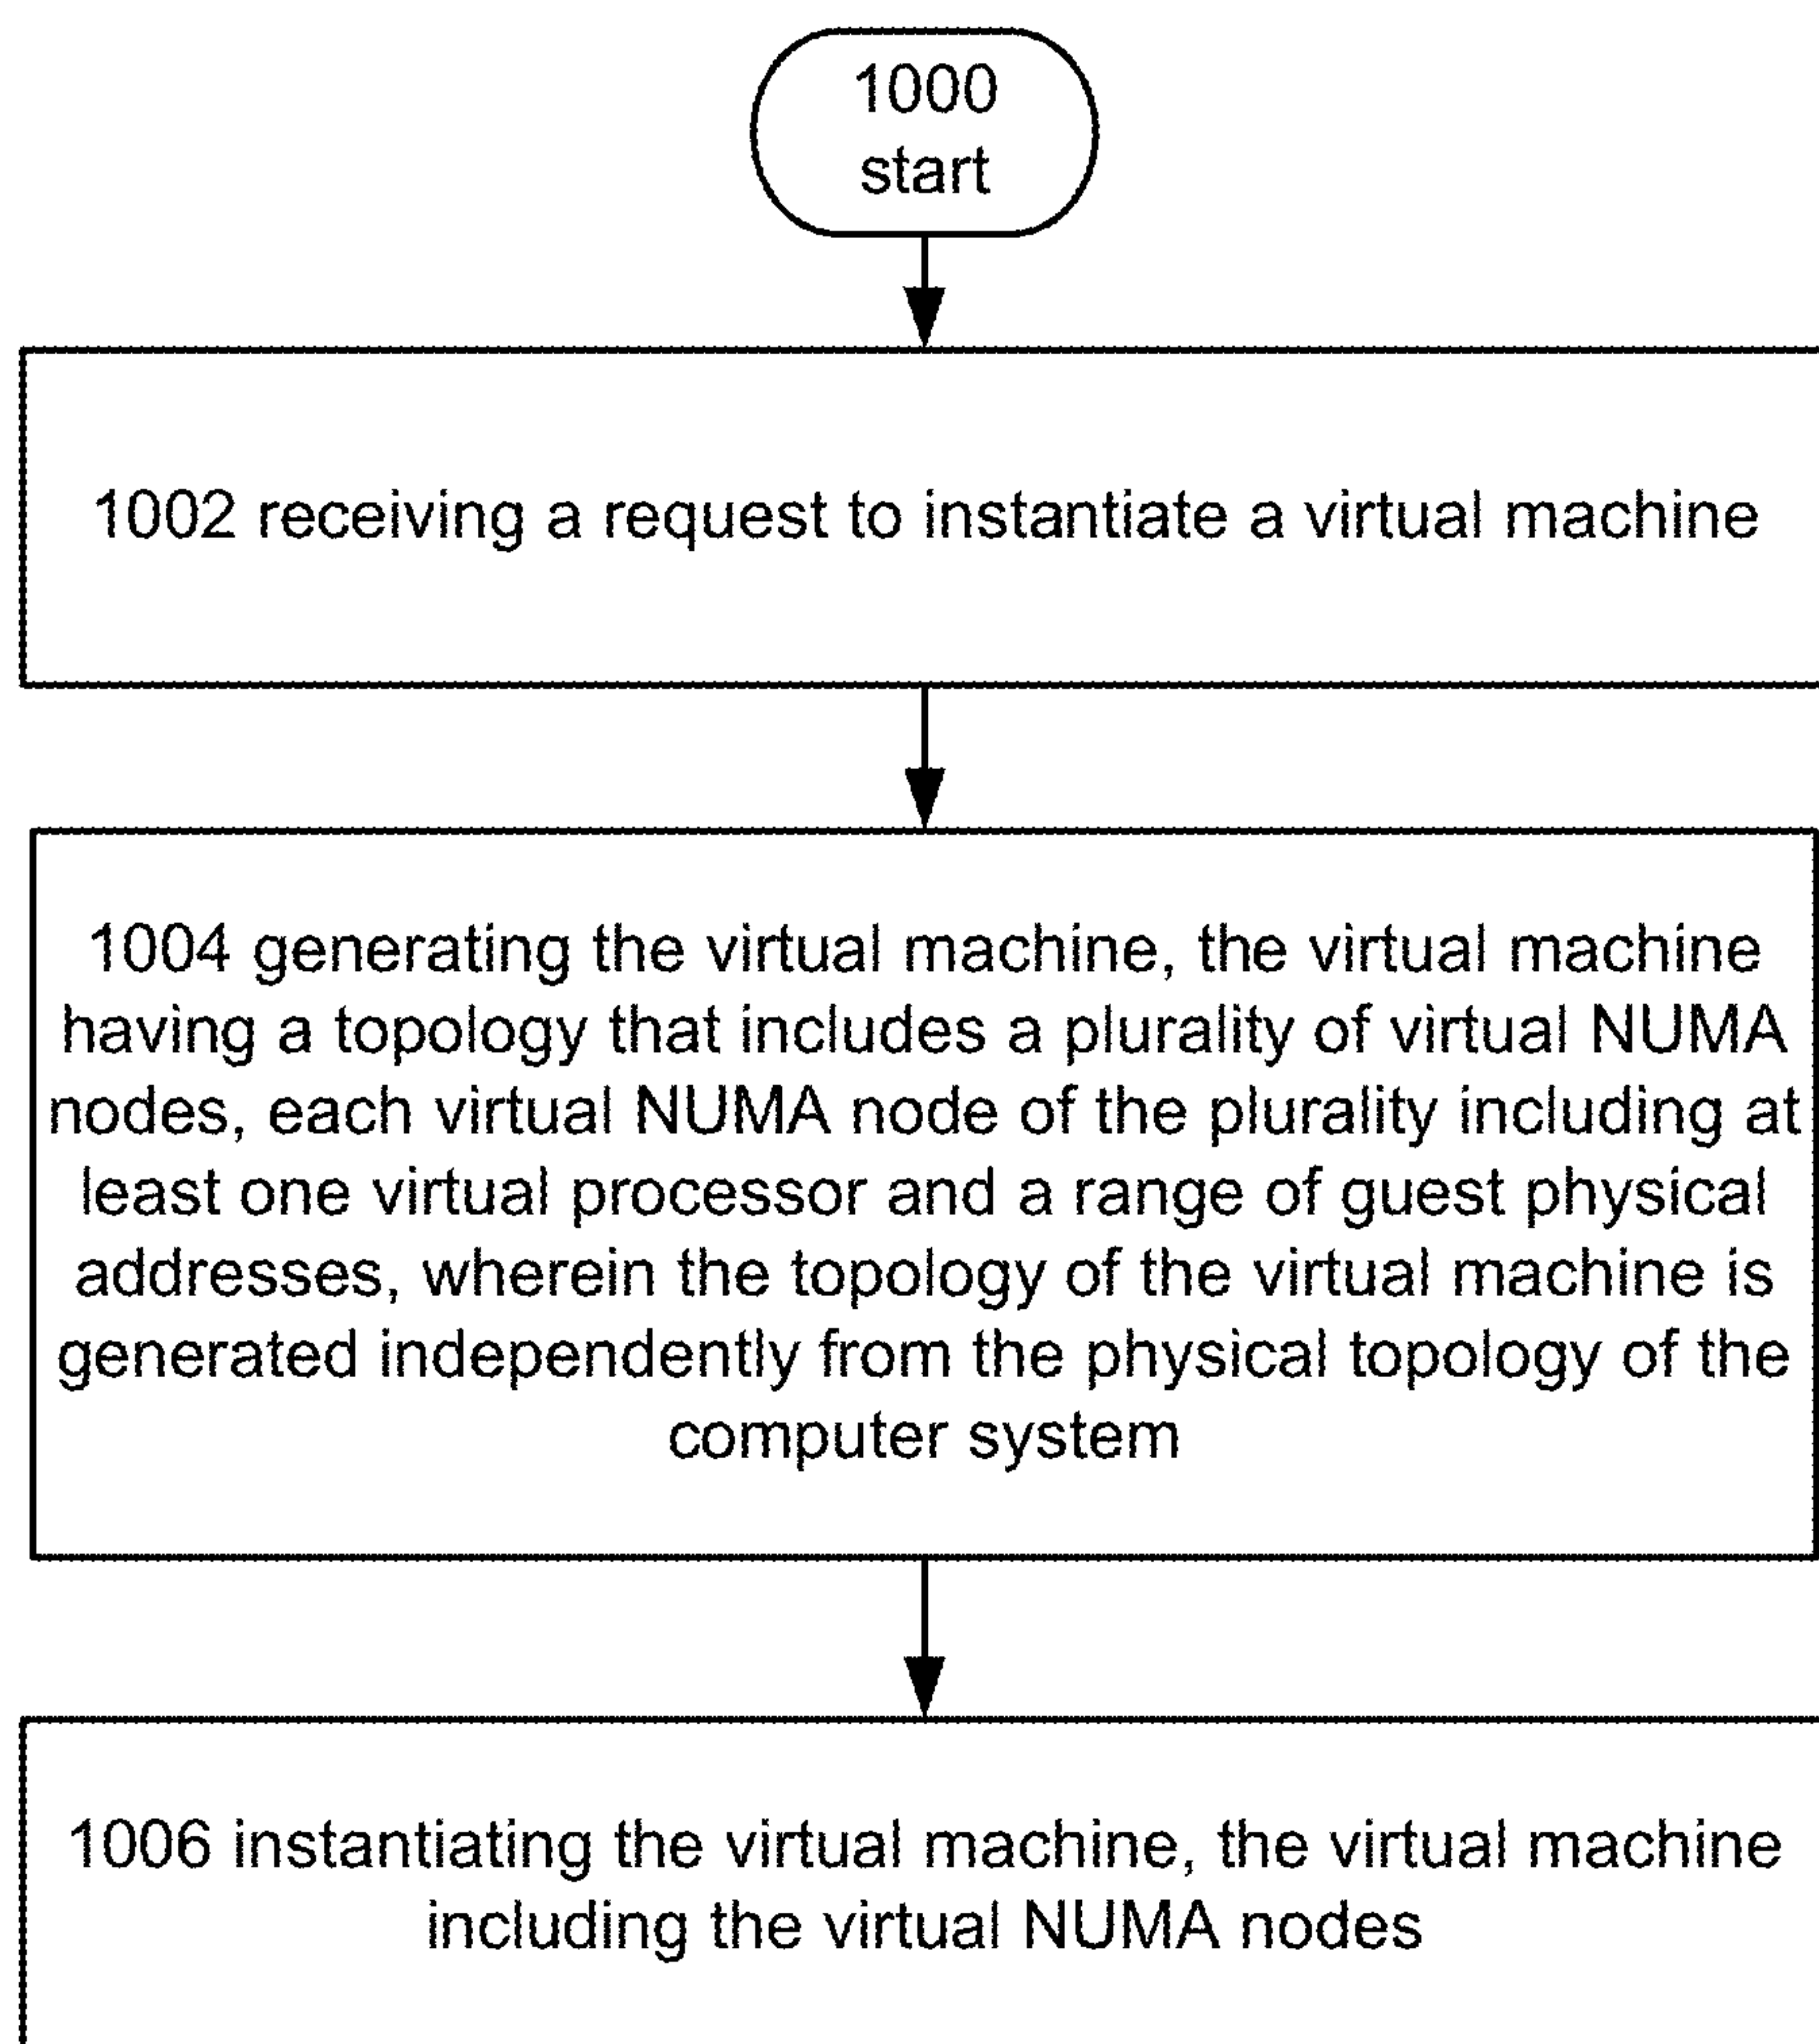 1000
start
1002 receiving a request to instantiate a virtual machine
1004 generating the virtual machine, the virtual machine
having a topology that includes a plurality of virtual NUMA
nodes, each virtual NUMA node of the plurality including at
least one virtual processor and a range of guest physical
addresses, wherein the topology of the virtual machine is
generated independently from the physical topology of the
computer system
1006 instantiating the virtual machine, the virtual machine
including the virtual NUMA nodes